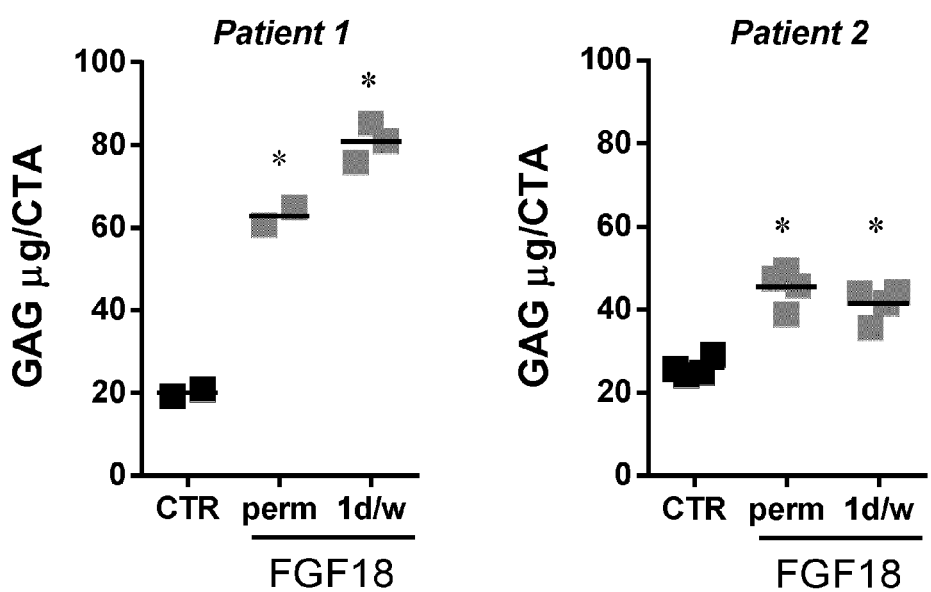 Patient 1
GAG μg/CTA
100
80
60
40
20
0
*
*
CTR perm 1d/w
FGF18
Patient 2
GAG μg/CTA
100
80
60
40
20
0
*
*
CTR perm 1d/w
FGF18